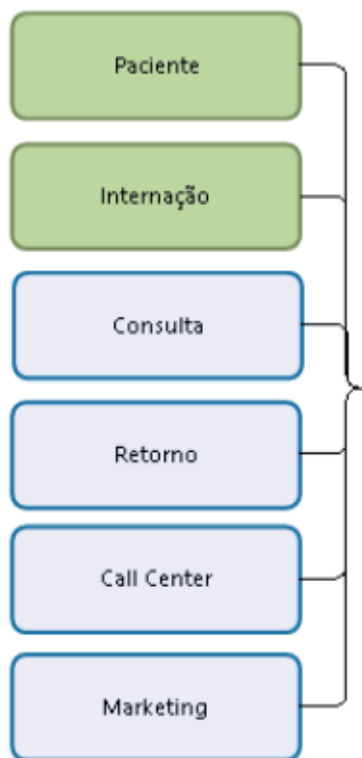 Paciente
Internação
Consulta
Retorno
Call Center
Marketing